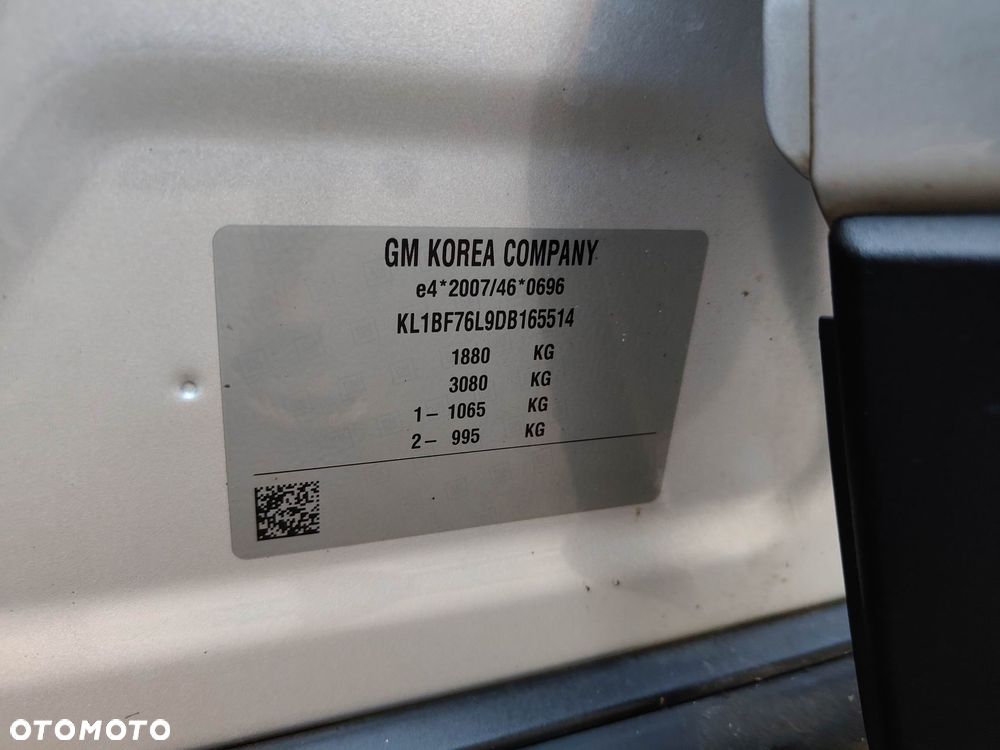 GM KOREA COMPANY
e4*2007/46*0696
KL1BF76L9DB165514
1880 KG
3080 KG
1– 1065 KG
2– 995 KG
OTOMOTO